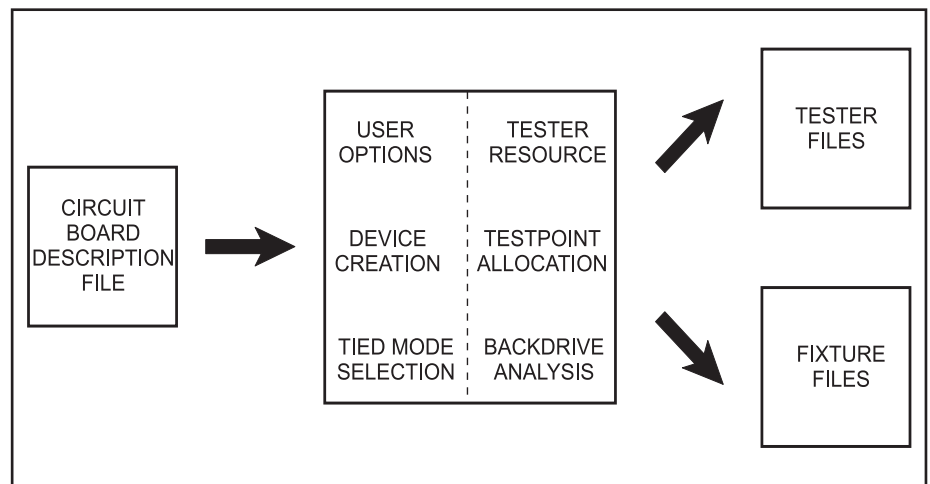 CIRCUIT
BOARD
DESCRIPTION
FILE
USER
OPTIONS
DEVICE
CREATION
TIED MODE
SELECTION
TESTER
RESOURCE
TESTPOINT
ALLOCATION
BACKDRIVE
ANALYSIS
TESTER
FILES
FIXTURE
FILES